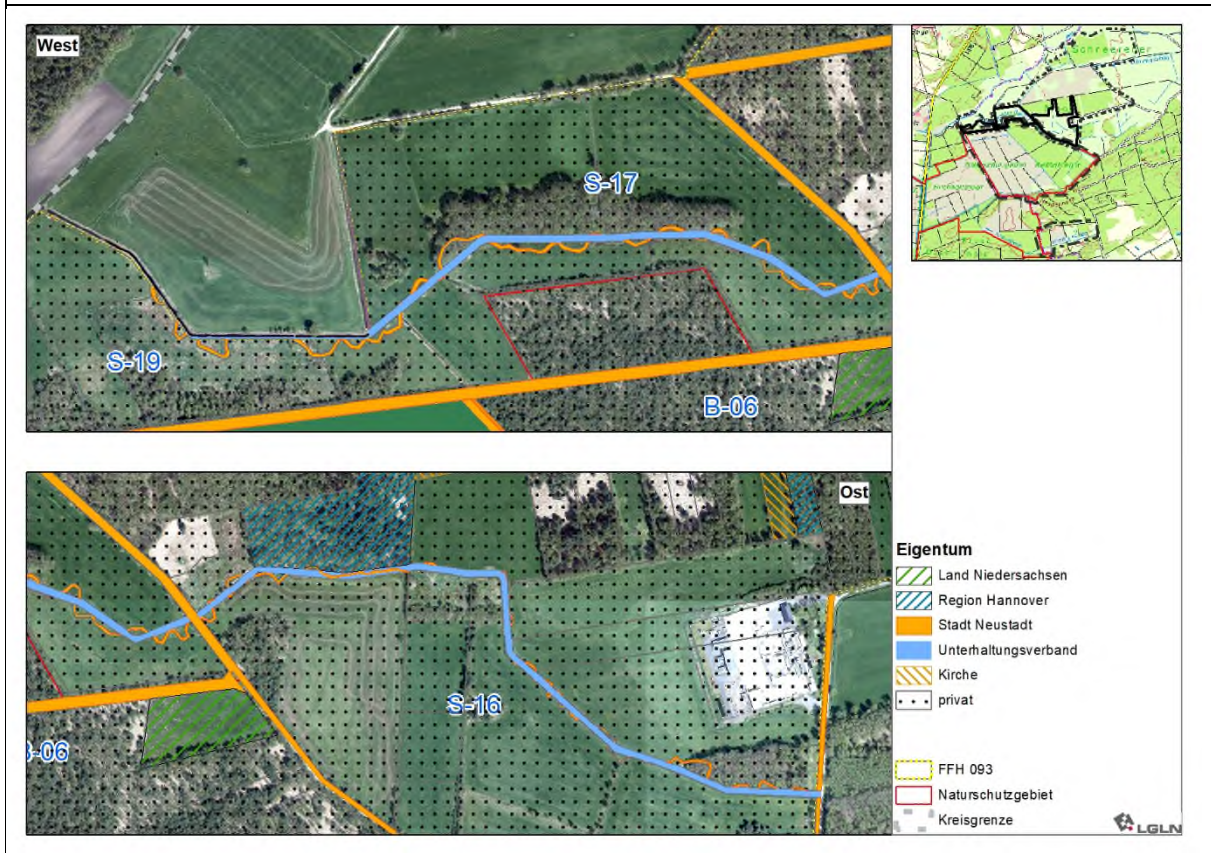 West
S-17
S-19
B-06
Ost
S-16
3-06
Eigentum
Land Niedersachsen
Region Hannover
Stadt Neustadt
Unterhaltungsverband
Kirche
privat
FFH 093
Naturschutzgebiet
Kreisgrenze
LGLN